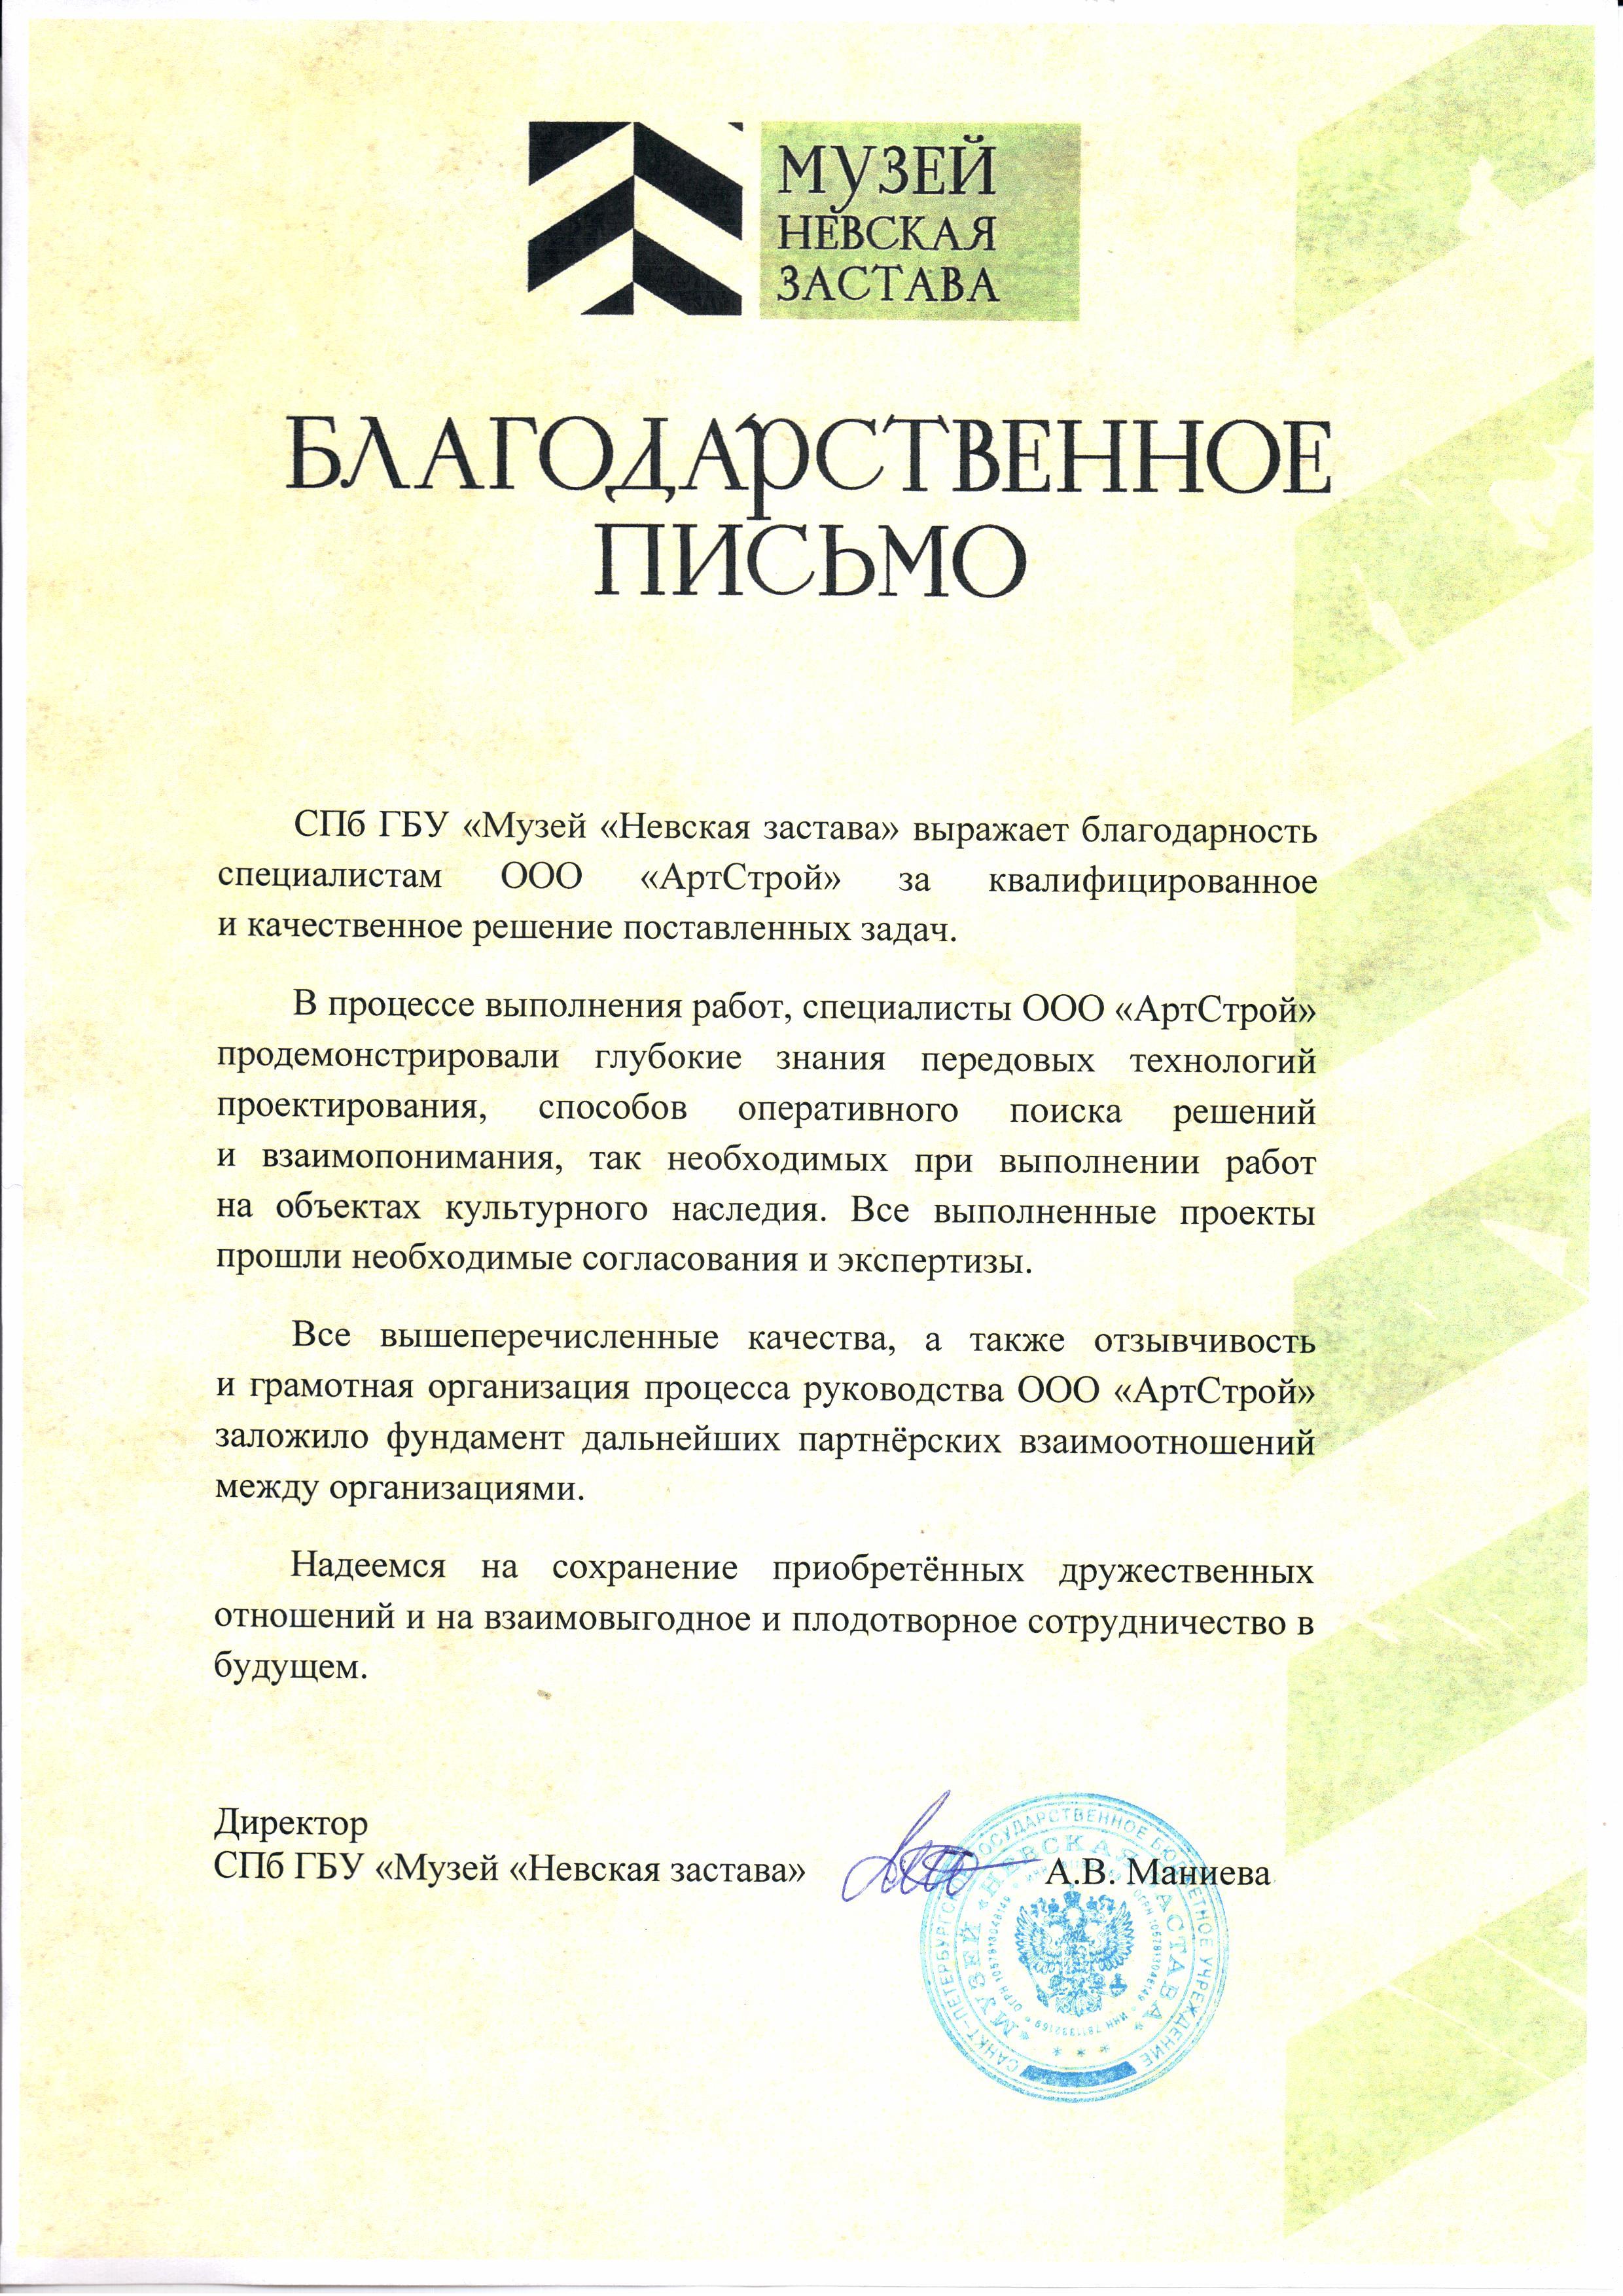 МУЗЕЙ
НЕВСКАЯ
ЗАСТАВА
БЛАГОДАРСТВЕННОЕ
ПИСЬМО
СПб ГБУ «Музей «Невская застава» выражает благодарность
специалистам ООО «АртСтрой» за квалифицированное
и качественное решение поставленных задач.
В процессе выполнения работ, специалисты ООО «АртСтрой»
продемонстрировали глубокие знания передовых технологий
проектирования, способов оперативного поиска решений
и взаимопонимания, так необходимых при выполнении работ
на объектах культурного наследия. Все выполненные проекты
прошли необходимые согласования и экспертизы.
Все вышеперечисленные качества, а также отзывчивость
и грамотная организация процесса руководства ООО «АртСтрой»
заложило фундамент дальнейших партнёрских взаимоотношений
между организациями.
Надеемся на сохранение приобретённых дружественных
отношений и на взаимовыгодное и плодотворное сотрудничество в
будущем.
Директор
СПб ГБУ «Музей «Невская застава»
А.В. Маниева
САНКТ-ПЕТЕРБУРГСКОЕ ГОСУДАРСТВЕННОЕ БЮДЖЕТНОЕ УЧРЕЖДЕНИЕ
МУЗЕЙ «НЕВСКАЯ ЗАСТАВА»